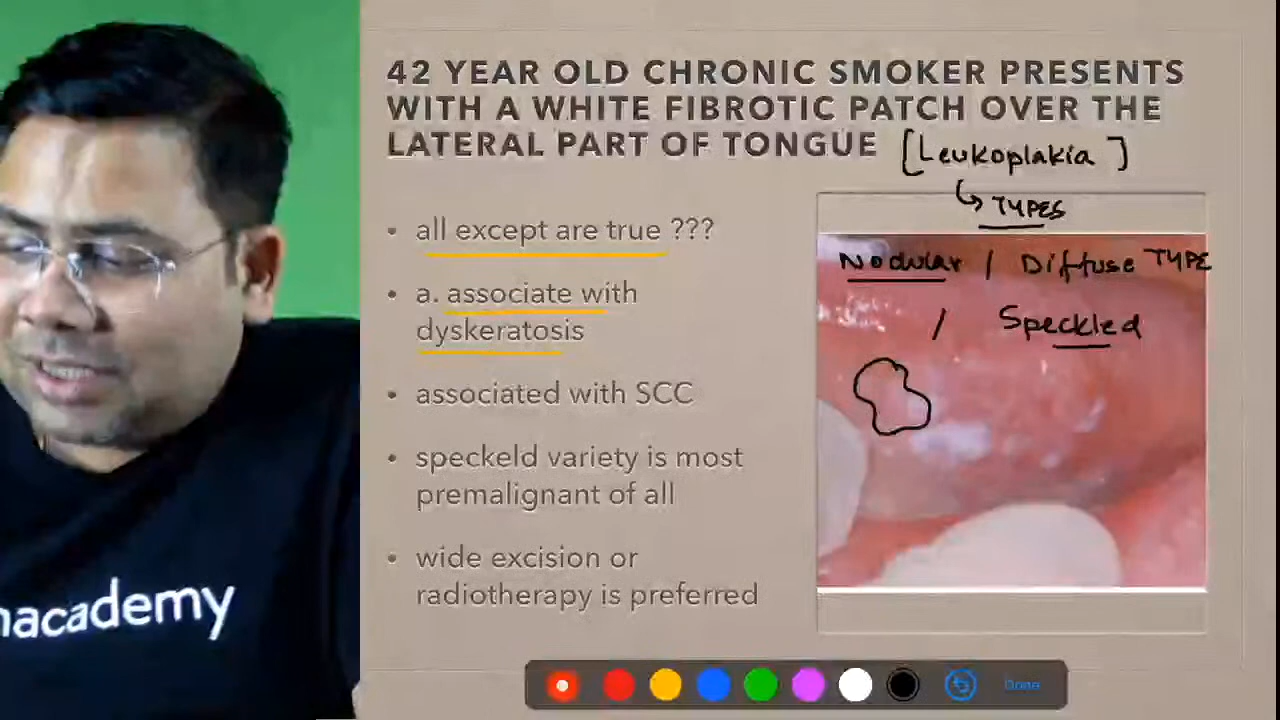 42 YEAR OLD CHRONIC SMOKER PRESENTS
WITH A WHITE FIBROTIC PATCH OVER THE
LATERAL PART OF TONGUE [Leukoplakia]
TYPES
• all except are true ???
Nodular / Diffuse TYPE
/ Speckled
• a. associate with
dyskeratosis
• associated with SCC
• speckeld variety is most
premalignant of all
• wide excision or
radiotherapy is preferred
nacademy
Done